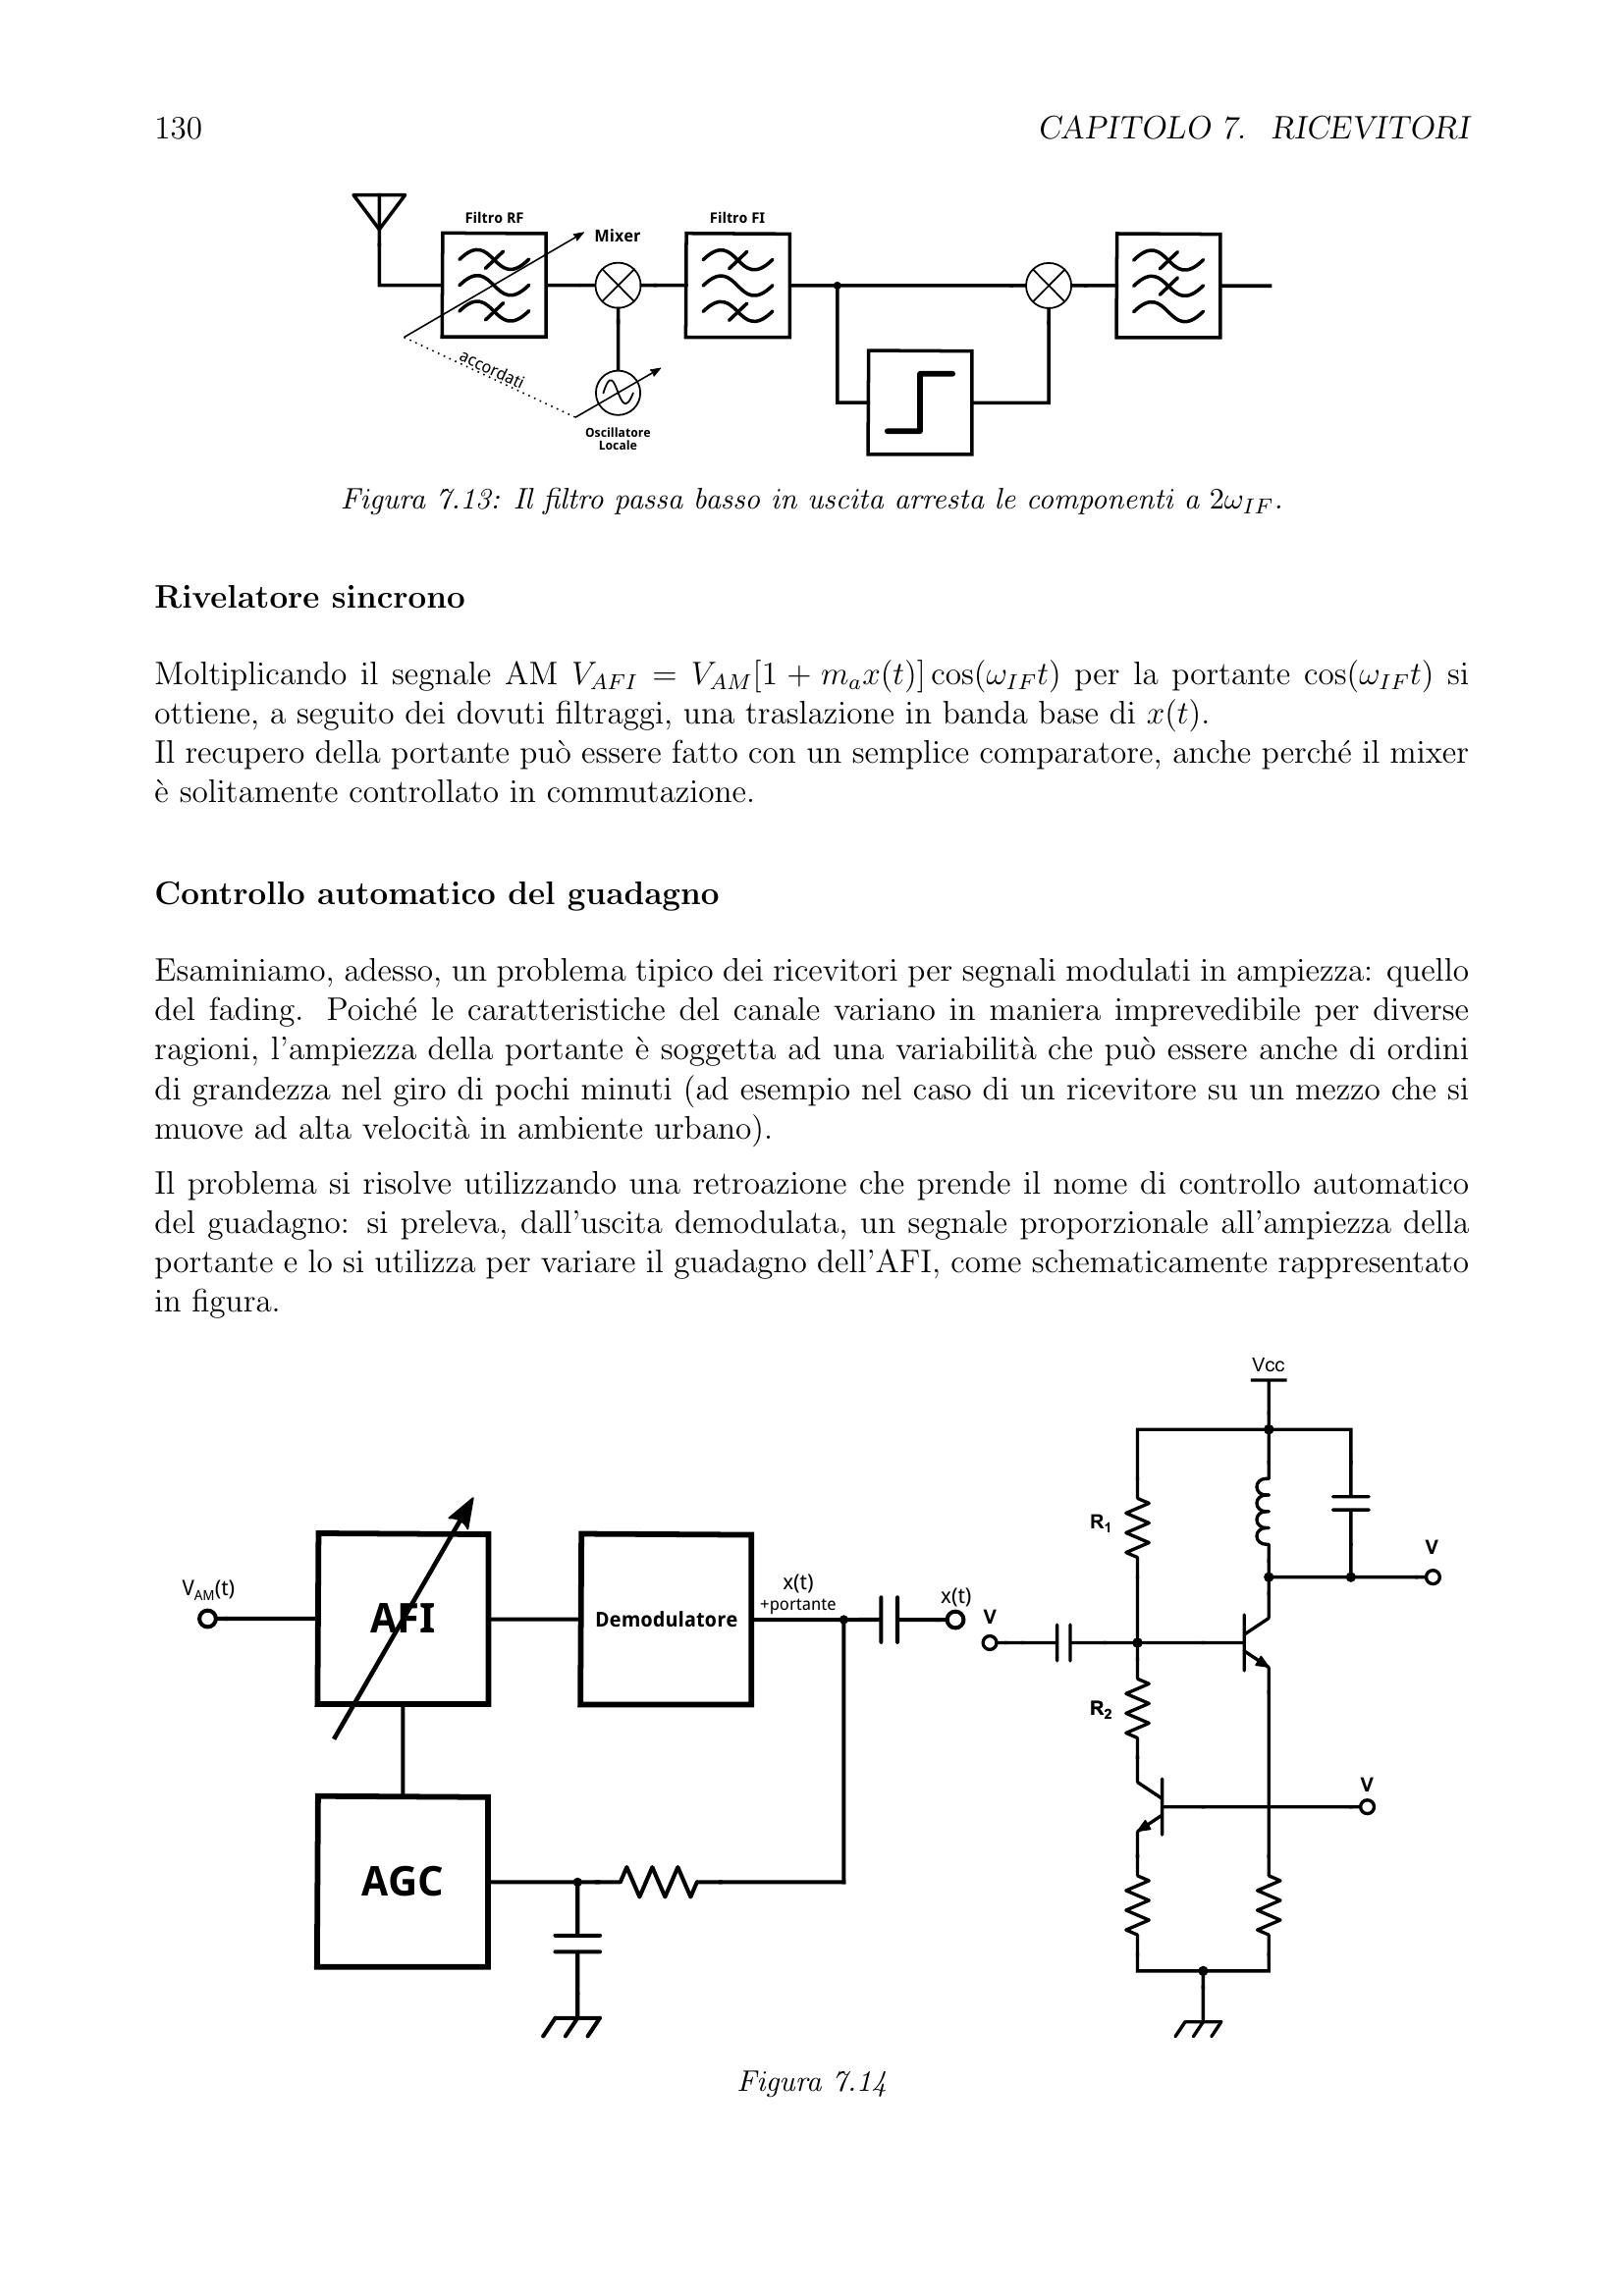 130
CAPITOLO 7. RICEVITORI
Filtro RF
Mixer
Filtro FI
accordati
Oscillatore
Locale
Figura 7.13: Il filtro passa basso in uscita arresta le componenti a 2ω_{IF}.
Rivelatore sincrono
Moltiplicando il segnale AM V_{AFI} = V_{AM}[1 + m_a x(t)] cos(ω_{IF}t) per la portante cos(ω_{IF}t) si
ottiene, a seguito dei dovuti filtraggi, una traslazione in banda base di x(t).
Il recupero della portante può essere fatto con un semplice comparatore, anche perché il mixer
è solitamente controllato in commutazione.
Controllo automatico del guadagno
Esaminiamo, adesso, un problema tipico dei ricevitori per segnali modulati in ampiezza: quello
del fading. Poiché le caratteristiche del canale variano in maniera imprevedibile per diverse
ragioni, l'ampiezza della portante è soggetta ad una variabilità che può essere anche di ordini
di grandezza nel giro di pochi minuti (ad esempio nel caso di un ricevitore su un mezzo che si
muove ad alta velocità in ambiente urbano).
Il problema si risolve utilizzando una retroazione che prende il nome di controllo automatico
del guadagno: si preleva, dall'uscita demodulata, un segnale proporzionale all'ampiezza della
portante e lo si utilizza per variare il guadagno dell'AFI, come schematicamente rappresentato
in figura.
V_{AM}(t)
AFI
Demodulatore
x(t)
+portante
x(t)
AGC
Vcc
R₁
V
V
R₂
V
Figura 7.14